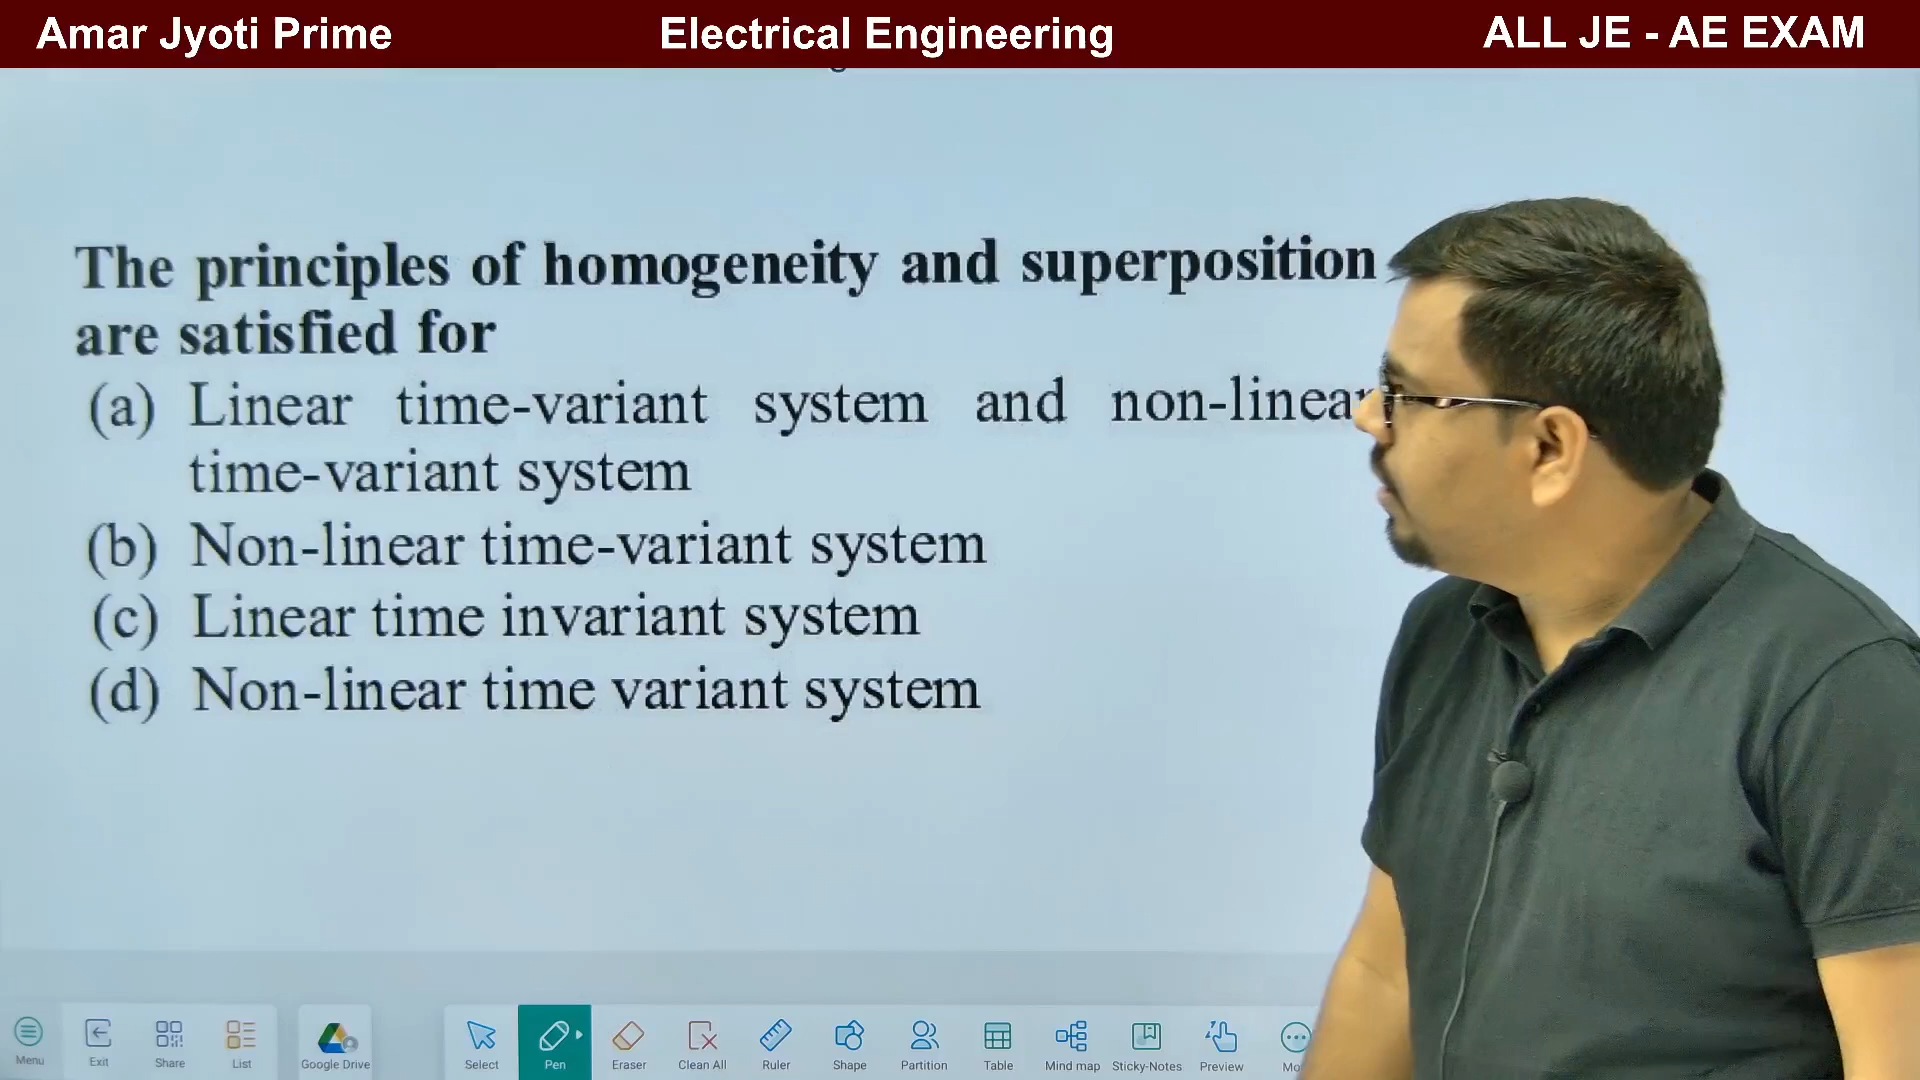 Amar Jyoti Prime Electrical Engineering ALL JE - AE EXAM
The principles of homogeneity and superposition
are satisfied for
(a) Linear time-variant system and non-linear
time-variant system
(b) Non-linear time-variant system
(c) Linear time invariant system
(d) Non-linear time variant system
Menu Exit Share List Google Drive Select Pen Eraser Clean All Ruler Shape Partition Table Mind map Sticky-Notes Preview